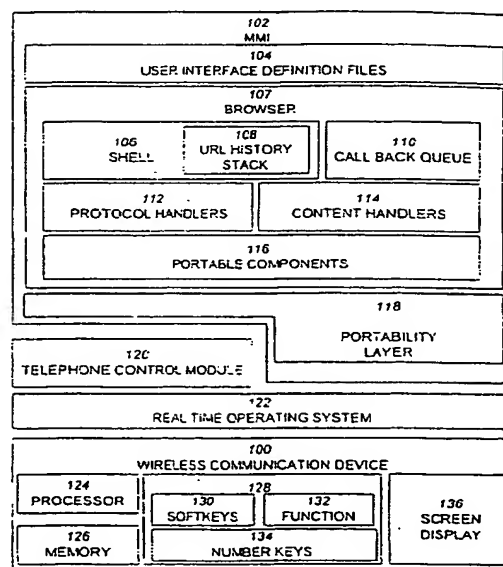 102
MMI
104
USER INTERFACE DEFINITION FILES
107
BROWSER
106
SHELL
108
URL HISTORY
STACK
110
CALL BACK QUEUE
112
PROTOCOL HANDLERS
114
CONTENT HANDLERS
116
PORTABLE COMPONENTS
118
PORTABILITY
LAYER
120
TELEPHONE CONTROL MODULE
122
REAL TIME OPERATING SYSTEM
100
WIRELESS COMMUNICATION DEVICE
124
PROCESSOR
126
MEMORY
128
130
SOFTKEYS
132
FUNCTION
134
NUMBER KEYS
136
SCREEN
DISPLAY